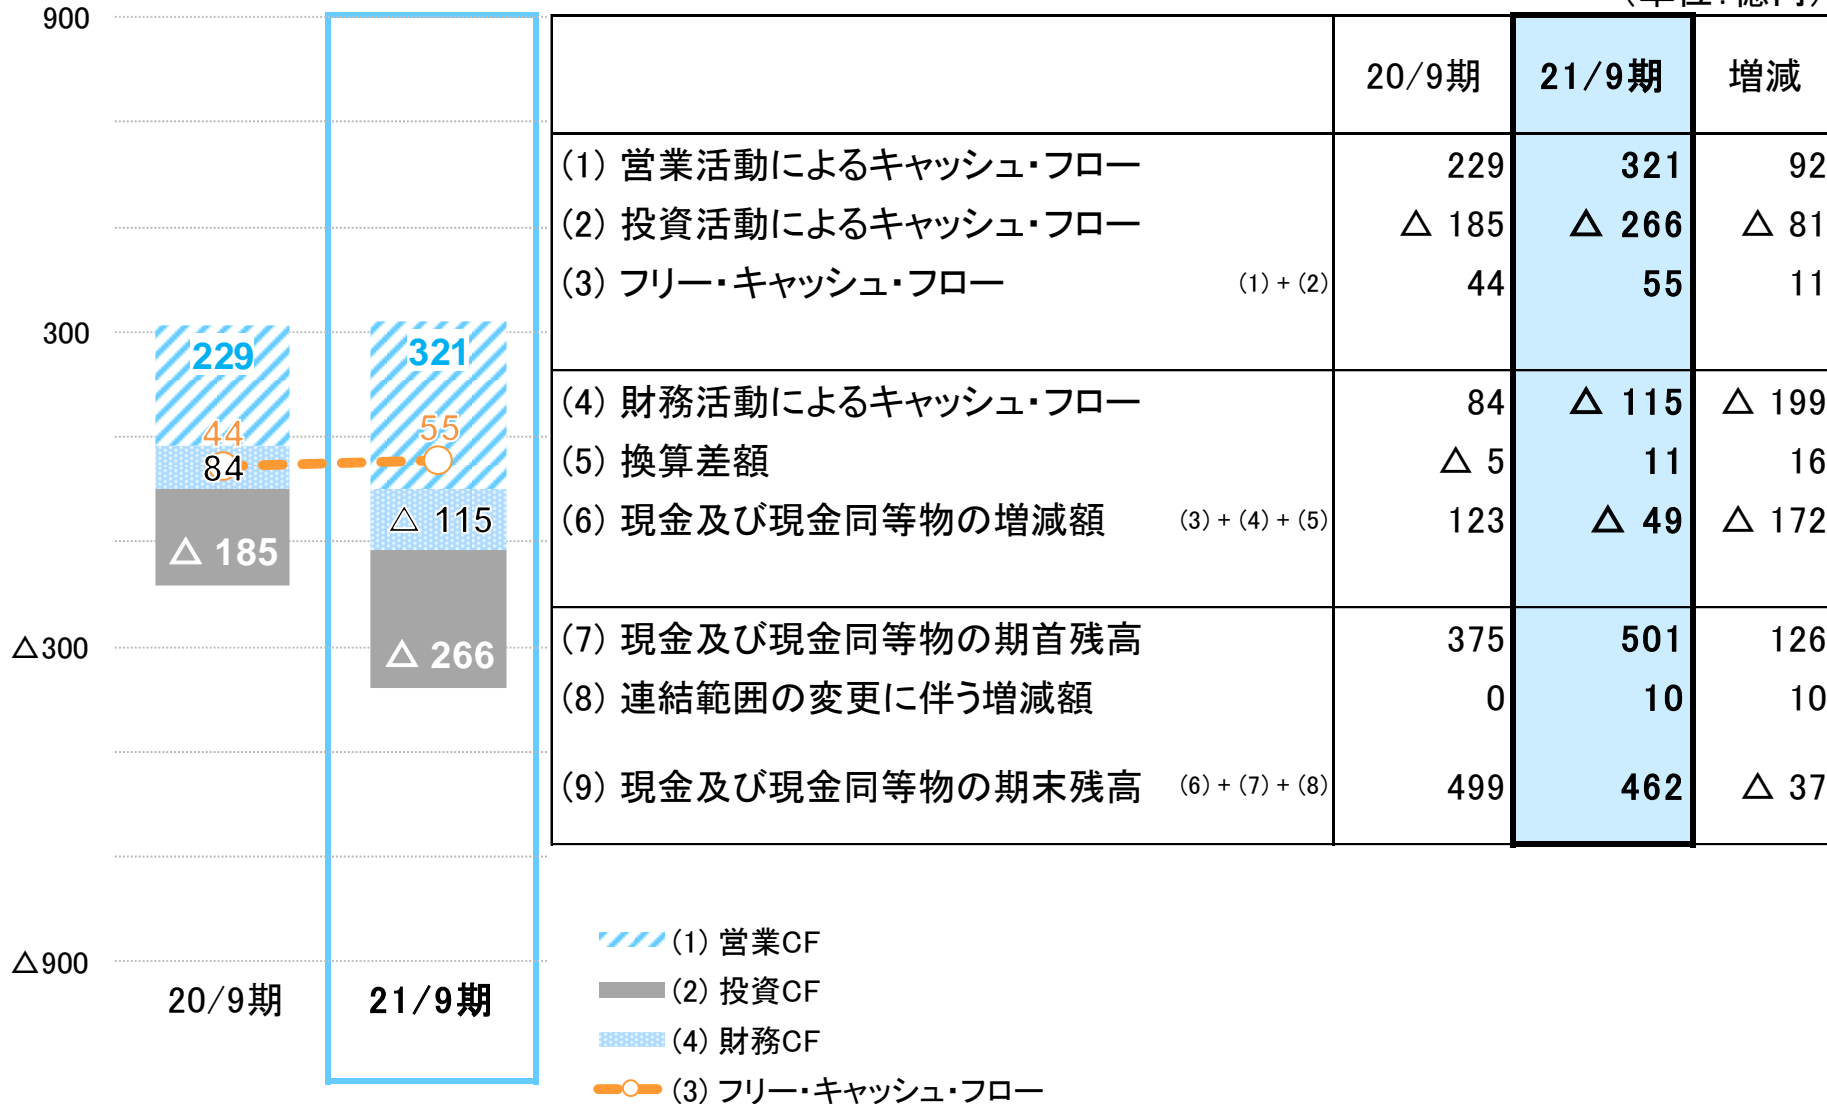 900
300
△300
△900
229
44
84
△ 185
321
55
△ 115
△ 266
20/9期
21/9期
20/9期 21/9期 増減
(1) 営業活動によるキャッシュ・フロー 229 321 92
(2) 投資活動によるキャッシュ・フロー △ 185 △ 266 △ 81
(3) フリー・キャッシュ・フロー (1)+(2) 44 55 11
(4) 財務活動によるキャッシュ・フロー 84 △ 115 △ 199
(5) 換算差額 △ 5 11 16
(6) 現金及び現金同等物の増減額 (3)+(4)+(5) 123 △ 49 △ 172
(7) 現金及び現金同等物の期首残高 375 501 126
(8) 連結範囲の変更に伴う増減額 0 10 10
(9) 現金及び現金同等物の期末残高 (6)+(7)+(8) 499 462 △ 37
(1) 営業CF
(2) 投資CF
(4) 財務CF
(3) フリー・キャッシュ・フロー